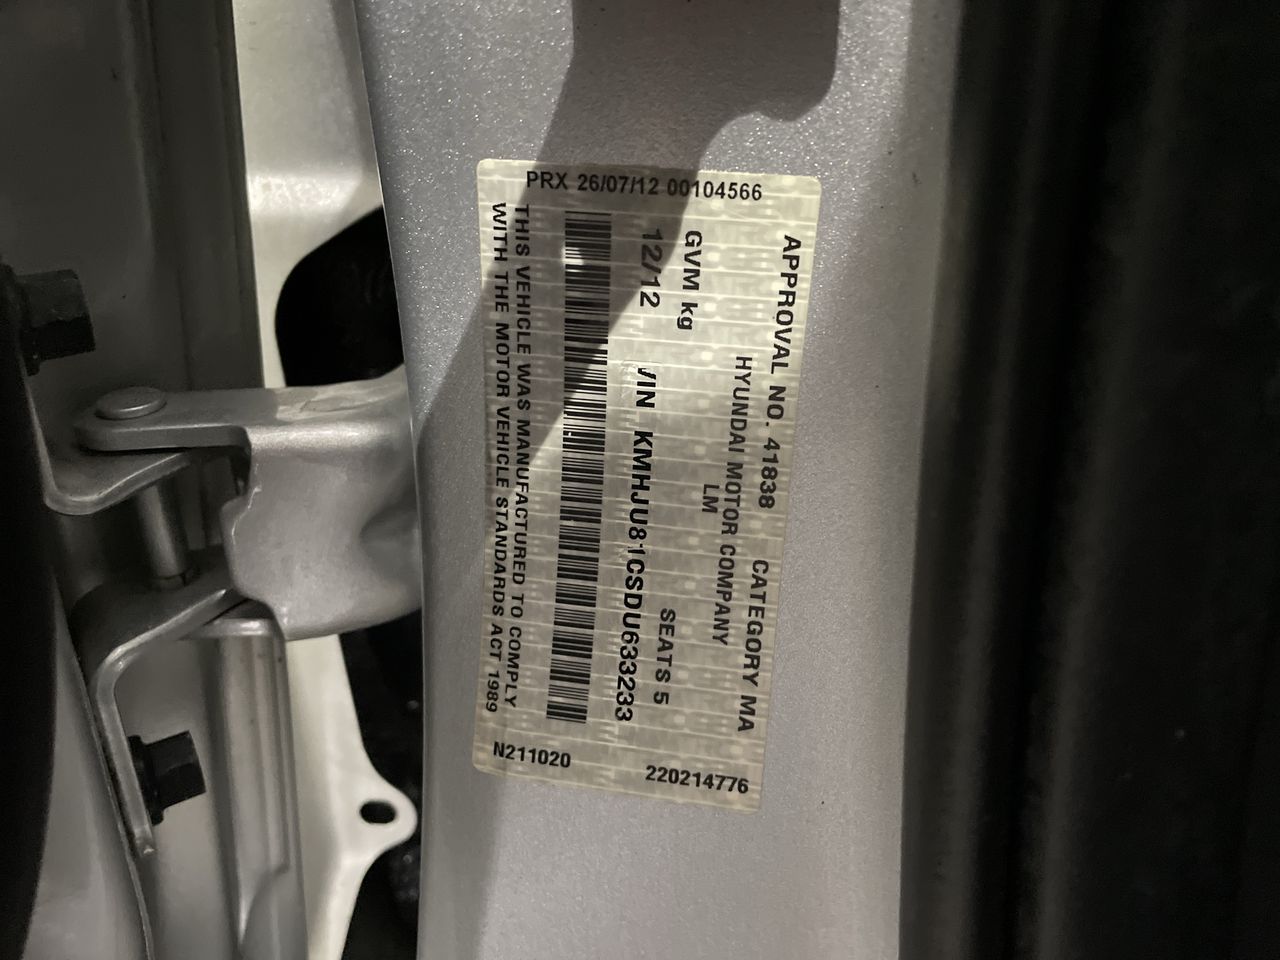 PRX 26/07/12 00104566
APPROVAL NO. 41838 CATEGORY MA
HYUNDAI MOTOR COMPANY
LM
GVM kg SEATS 5
12/12 VIN KMHJU81CSDU633233
THIS VEHICLE WAS MANUFACTURED TO COMPLY
WITH THE MOTOR VEHICLE STANDARDS ACT 1989
N211020 220214776